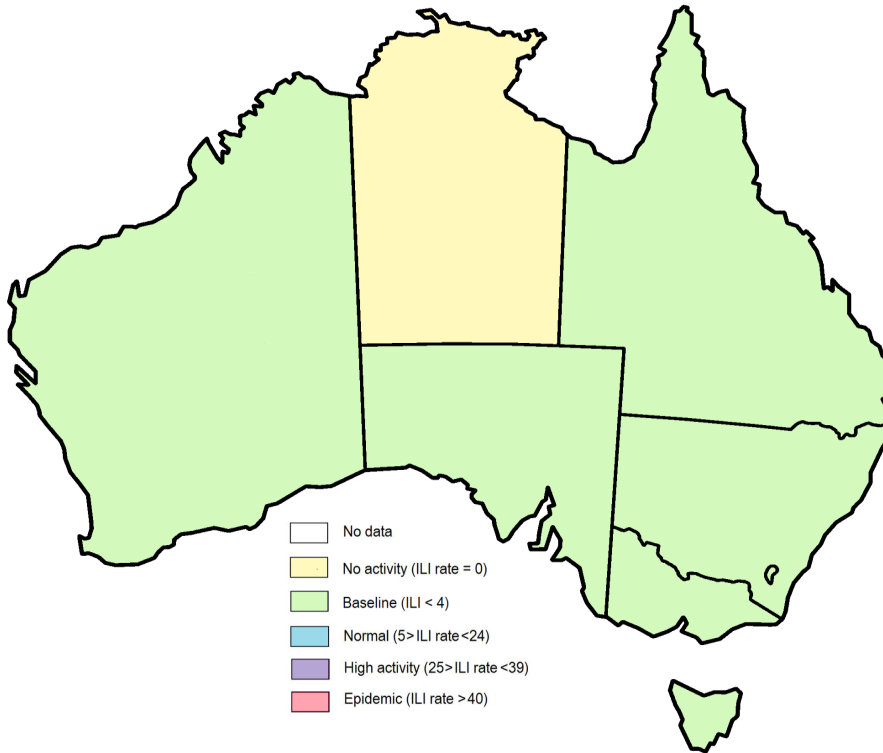 No data
No activity (ILI rate = 0)
Baseline (ILI < 4)
Normal (5>ILI rate<24)
High activity (25>ILI rate<39)
Epidemic (ILI rate >40)